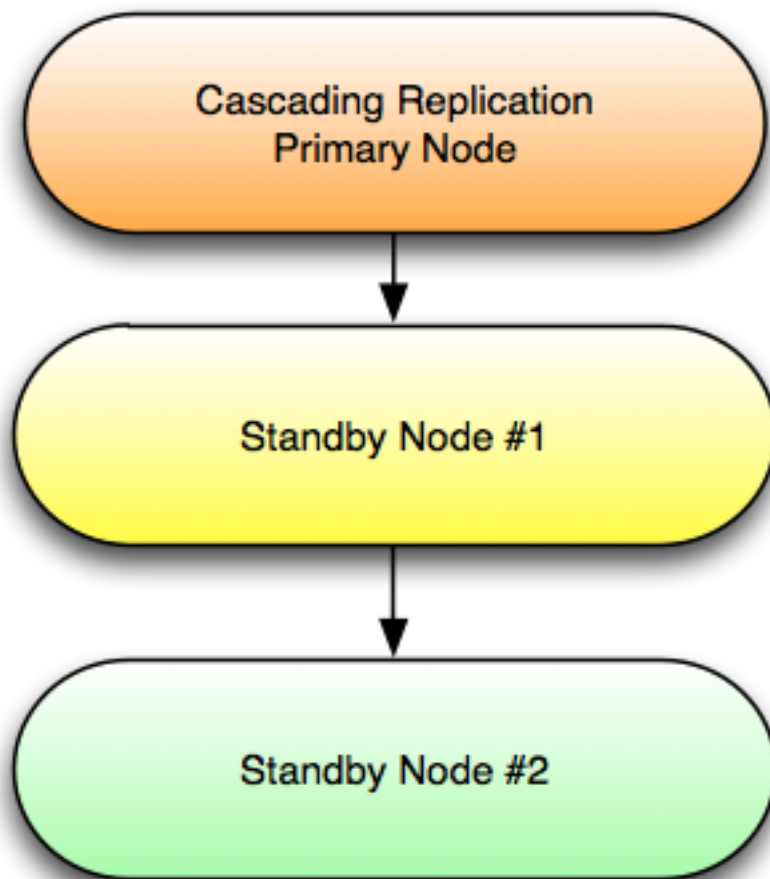 Cascading Replication
Primary Node
Standby Node #1
Standby Node #2